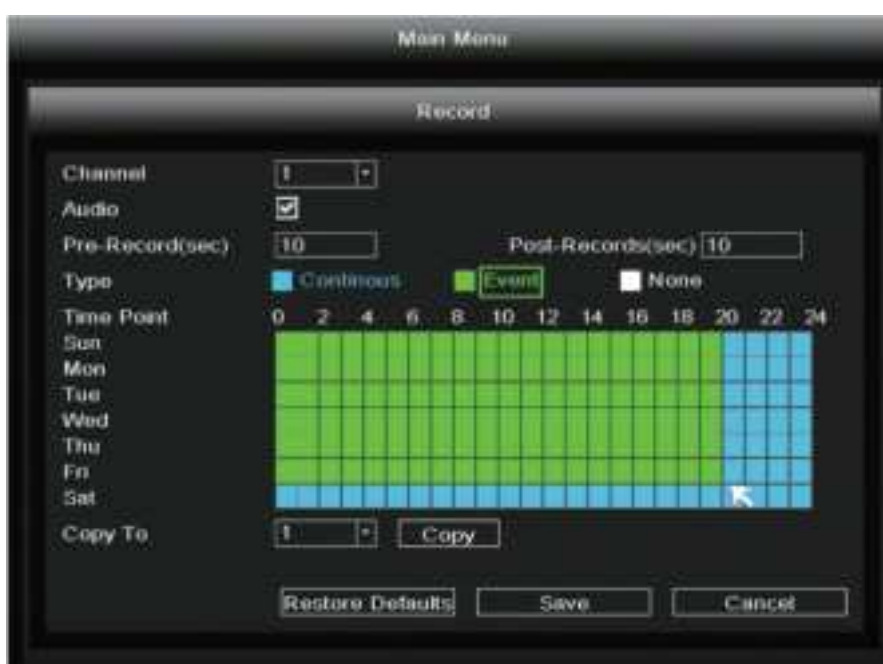 Main Menu
Record
Channel 1
Audio
Pre-Record(sec) 10 Post-Records(sec) 10
Type Continous Event None
Time Point 0 2 4 6 8 10 12 14 16 18 20 22 24
Sun
Mon
Tue
Wed
Thu
Fri
Sat
Copy To 1 Copy
Restore Defaults Save Cancel